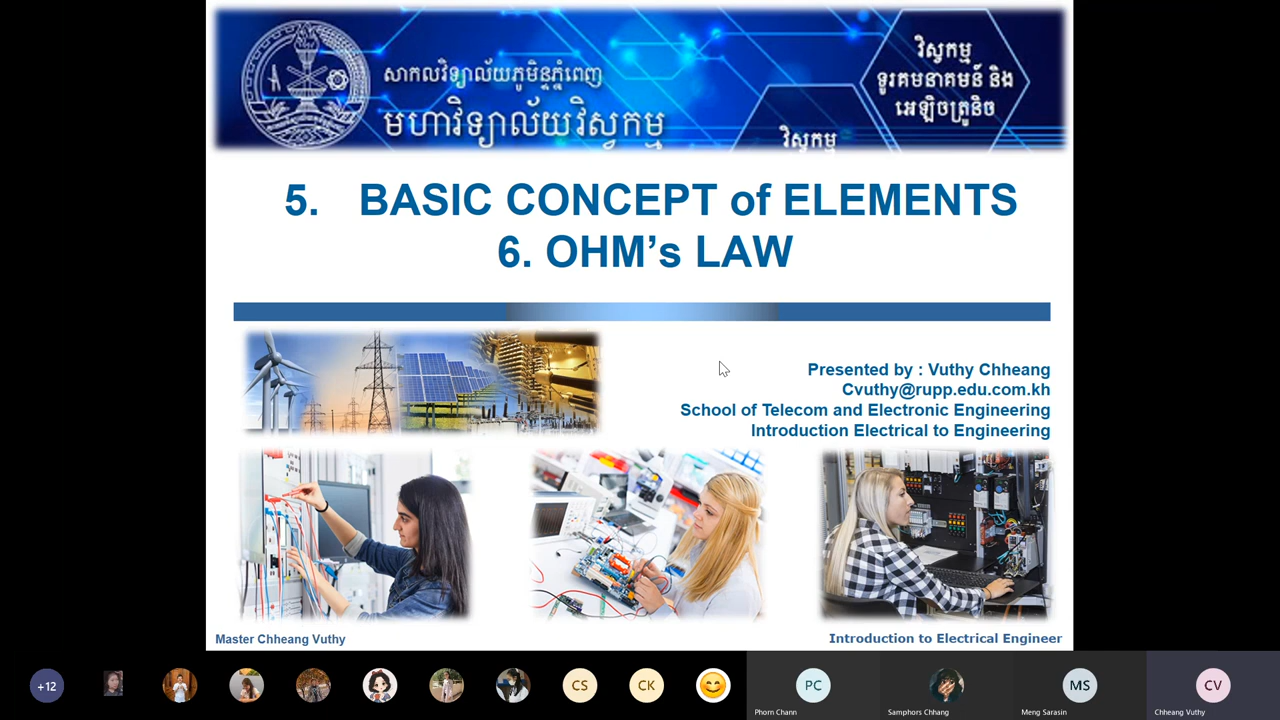 សាកលវិទ្យាល័យភូមិន្ទភ្នំពេញ
មហាវិទ្យាល័យវិស្វកម្ម
វិស្វកម្ម
ទូរគមនាគមន៍ និង
អេឡិចត្រូនិច
វិស្វកម្ម
5. BASIC CONCEPT of ELEMENTS
6. OHM’s LAW
Presented by : Vuthy Chheang
Cvuthy@rupp.edu.com.kh
School of Telecom and Electronic Engineering
Introduction Electrical to Engineering
Master Chheang Vuthy
Introduction to Electrical Engineer
+12
CS
CK
PC
Phorn Chann
Samphors Chhang
MS
Meng Sarasin
CV
Chheang Vuthy